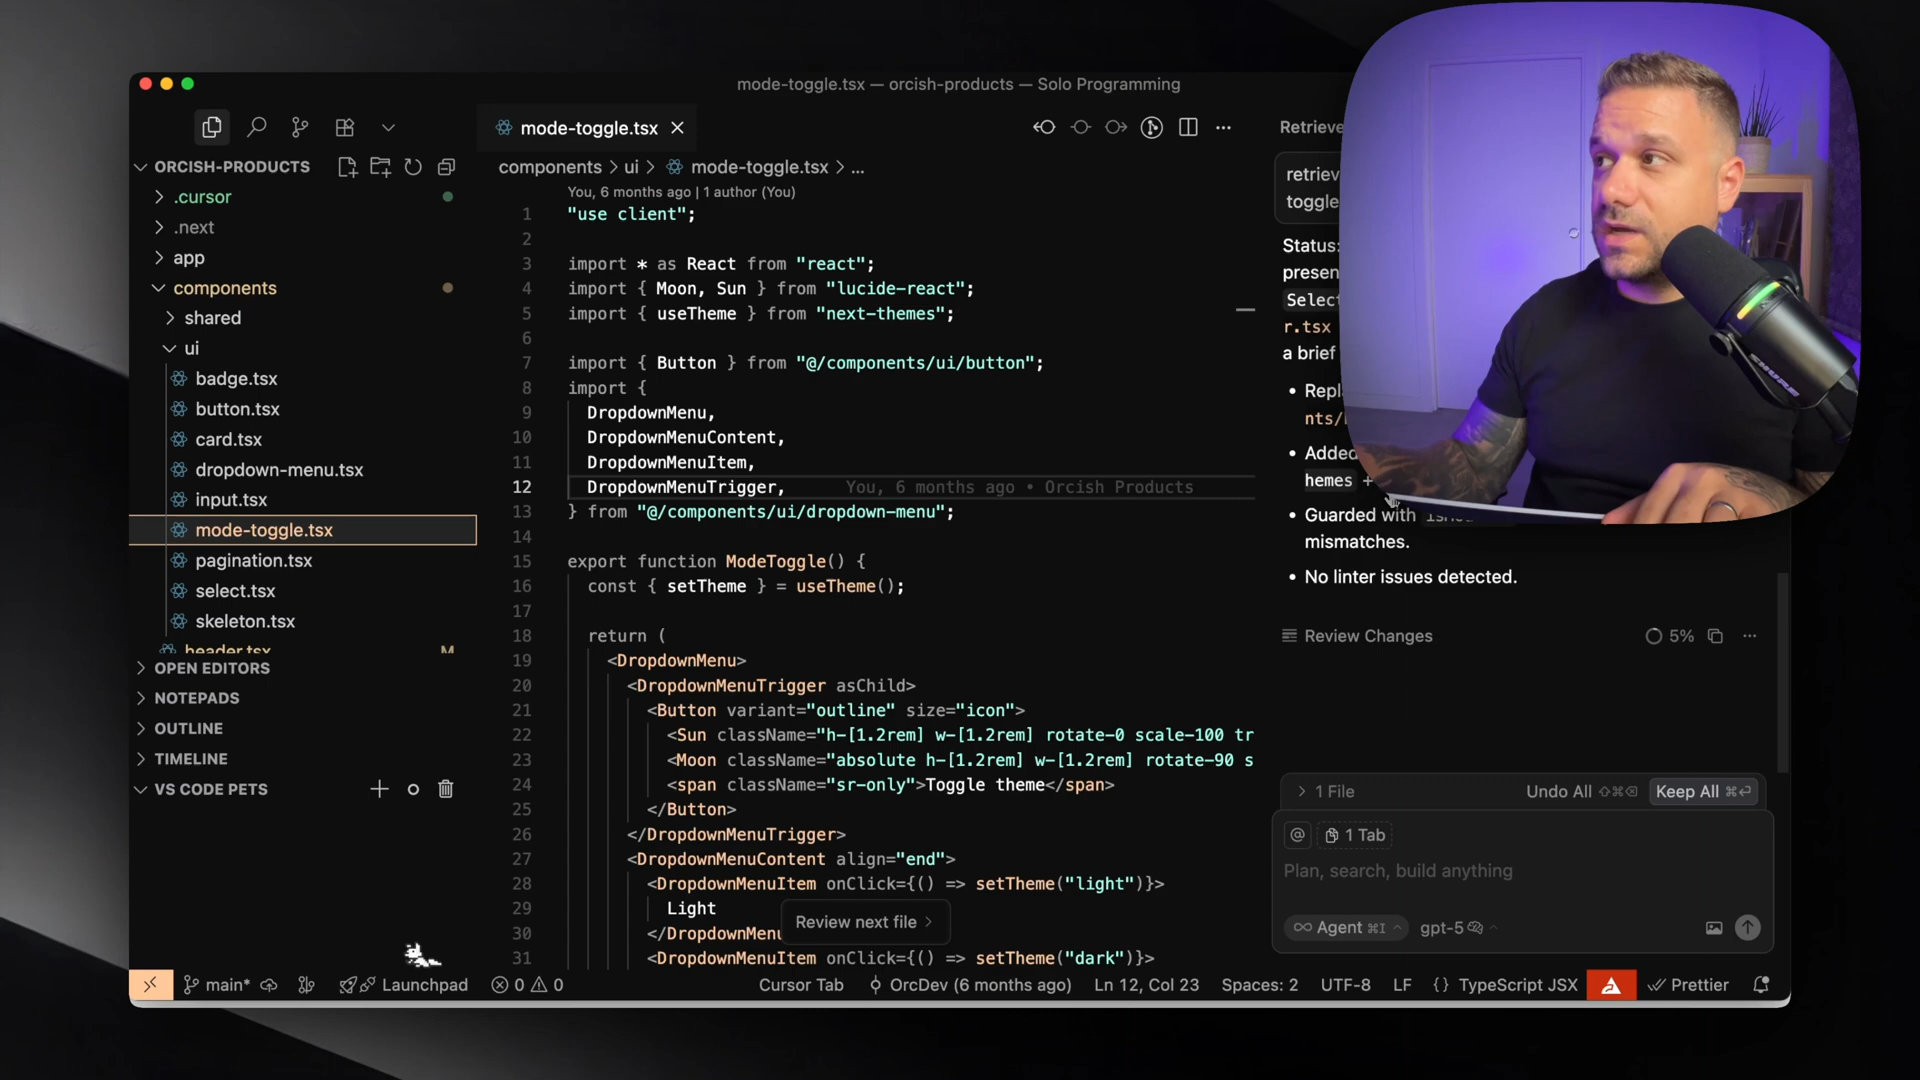 mode-toggle.tsx — orcish-products — Solo Programming
ORCISH-PRODUCTS
.cursor
.next
app
components
shared
ui
badge.tsx
button.tsx
card.tsx
dropdown-menu.tsx
input.tsx
mode-toggle.tsx
pagination.tsx
select.tsx
skeleton.tsx
header.tsx M
OPEN EDITORS
NOTEPADS
OUTLINE
TIMELINE
VS CODE PETS
mode-toggle.tsx
components > ui > mode-toggle.tsx > ...
You, 6 months ago | 1 author (You)
1 "use client";
2
3 import * as React from "react";
4 import { Moon, Sun } from "lucide-react";
5 import { useTheme } from "next-themes";
6
7 import { Button } from "@/components/ui/button";
8 import {
9 DropdownMenu,
10 DropdownMenuContent,
11 DropdownMenuItem,
12 DropdownMenuTrigger, You, 6 months ago • Orcish Products
13 } from "@/components/ui/dropdown-menu";
14
15 export function ModeToggle() {
16 const { setTheme } = useTheme();
17
18 return (
19 <DropdownMenu>
20 <DropdownMenuTrigger asChild>
21 <Button variant="outline" size="icon">
22 <Sun className="h-[1.2rem] w-[1.2rem] rotate-0 scale-100 tr
23 <Moon className="absolute h-[1.2rem] w-[1.2rem] rotate-90 s
24 <span className="sr-only">Toggle theme</span>
25 </Button>
26 </DropdownMenuTrigger>
27 <DropdownMenuContent align="end">
28 <DropdownMenuItem onClick={() => setTheme("light")}>
29 Light
30 </DropdownMenu
31 <DropdownMenuItem onClick={() => setTheme("dark")}>
Review next file >
Retrieve
retriev
toggle
Status:
presen
Select
r.tsx
a brief
• Repl
nts/
• Added
hemes +
• Guarded with
mismatches.
• No linter issues detected.
Review Changes 5%
> 1 File Undo All ⇧⌘⌫ Keep All ⌘⏎
@ 1 Tab
Plan, search, build anything
∞ Agent ⌘I gpt-5
SHURE
main* Launchpad 0 0 Cursor Tab OrcDev (6 months ago) Ln 12, Col 23 Spaces: 2 UTF-8 LF {} TypeScript JSX Prettier